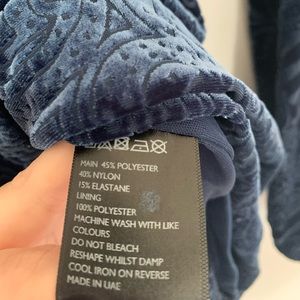 MAIN 45% POLYESTER
40% NYLON
15% ELASTANE
LINING
100% POLYESTER
MACHINE WASH WITH LIKE
COLOURS
DO NOT BLEACH
RESHAPE WHILST DAMP
COOL IRON ON REVERSE
MADE IN UAE